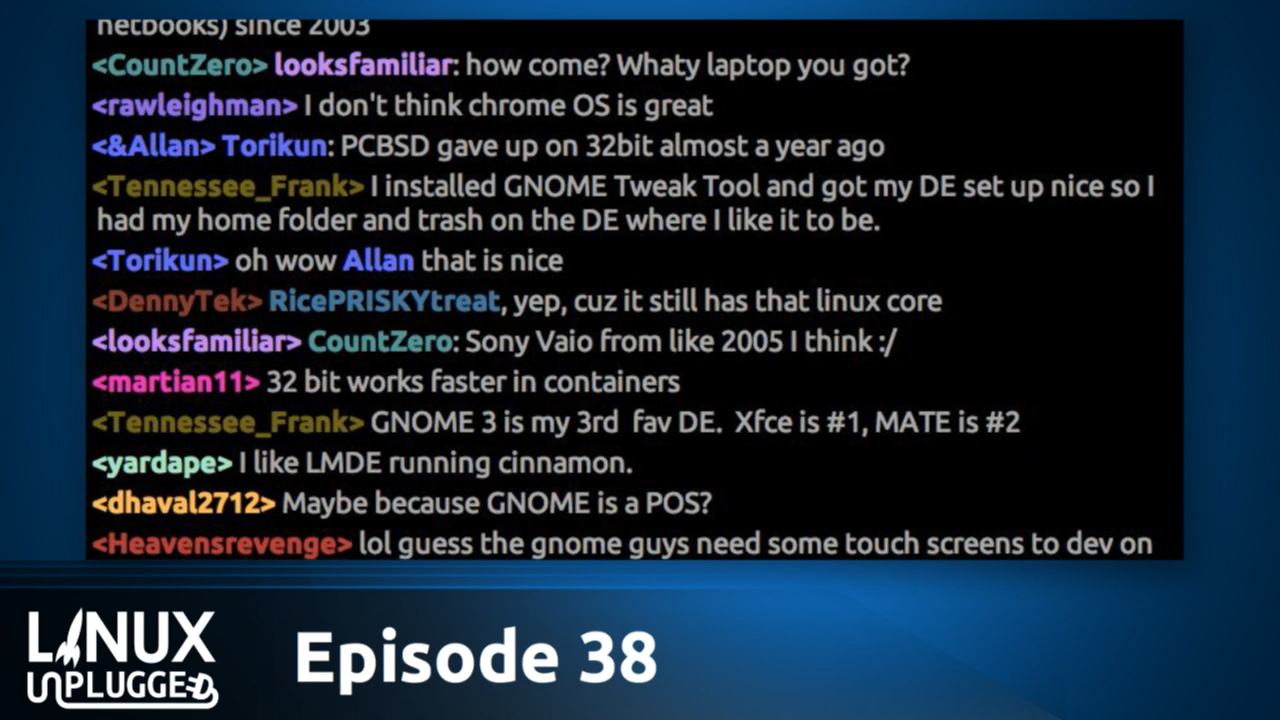 netbooks) since 2003
<CountZero> looksfamiliar: how come? Whaty laptop you got?
<rawleighman> I don't think chrome OS is great
<&Allan> Torikun: PCBSD gave up on 32bit almost a year ago
<Tennessee_Frank> I installed GNOME Tweak Tool and got my DE set up nice so I
had my home folder and trash on the DE where I like it to be.
<Torikun> oh wow Allan that is nice
<DennyTek> RicePRISKYtreat, yep, cuz it still has that linux core
<looksfamiliar> CountZero: Sony Vaio from like 2005 I think :/
<martian11> 32 bit works faster in containers
<Tennessee_Frank> GNOME 3 is my 3rd  fav DE.  Xfce is #1, MATE is #2
<yardape> I like LMDE running cinnamon.
<dhaval2712> Maybe because GNOME is a POS?
<Heavensrevenge> lol guess the gnome guys need some touch screens to dev on
LINUX
UNPLUGGED
Episode 38